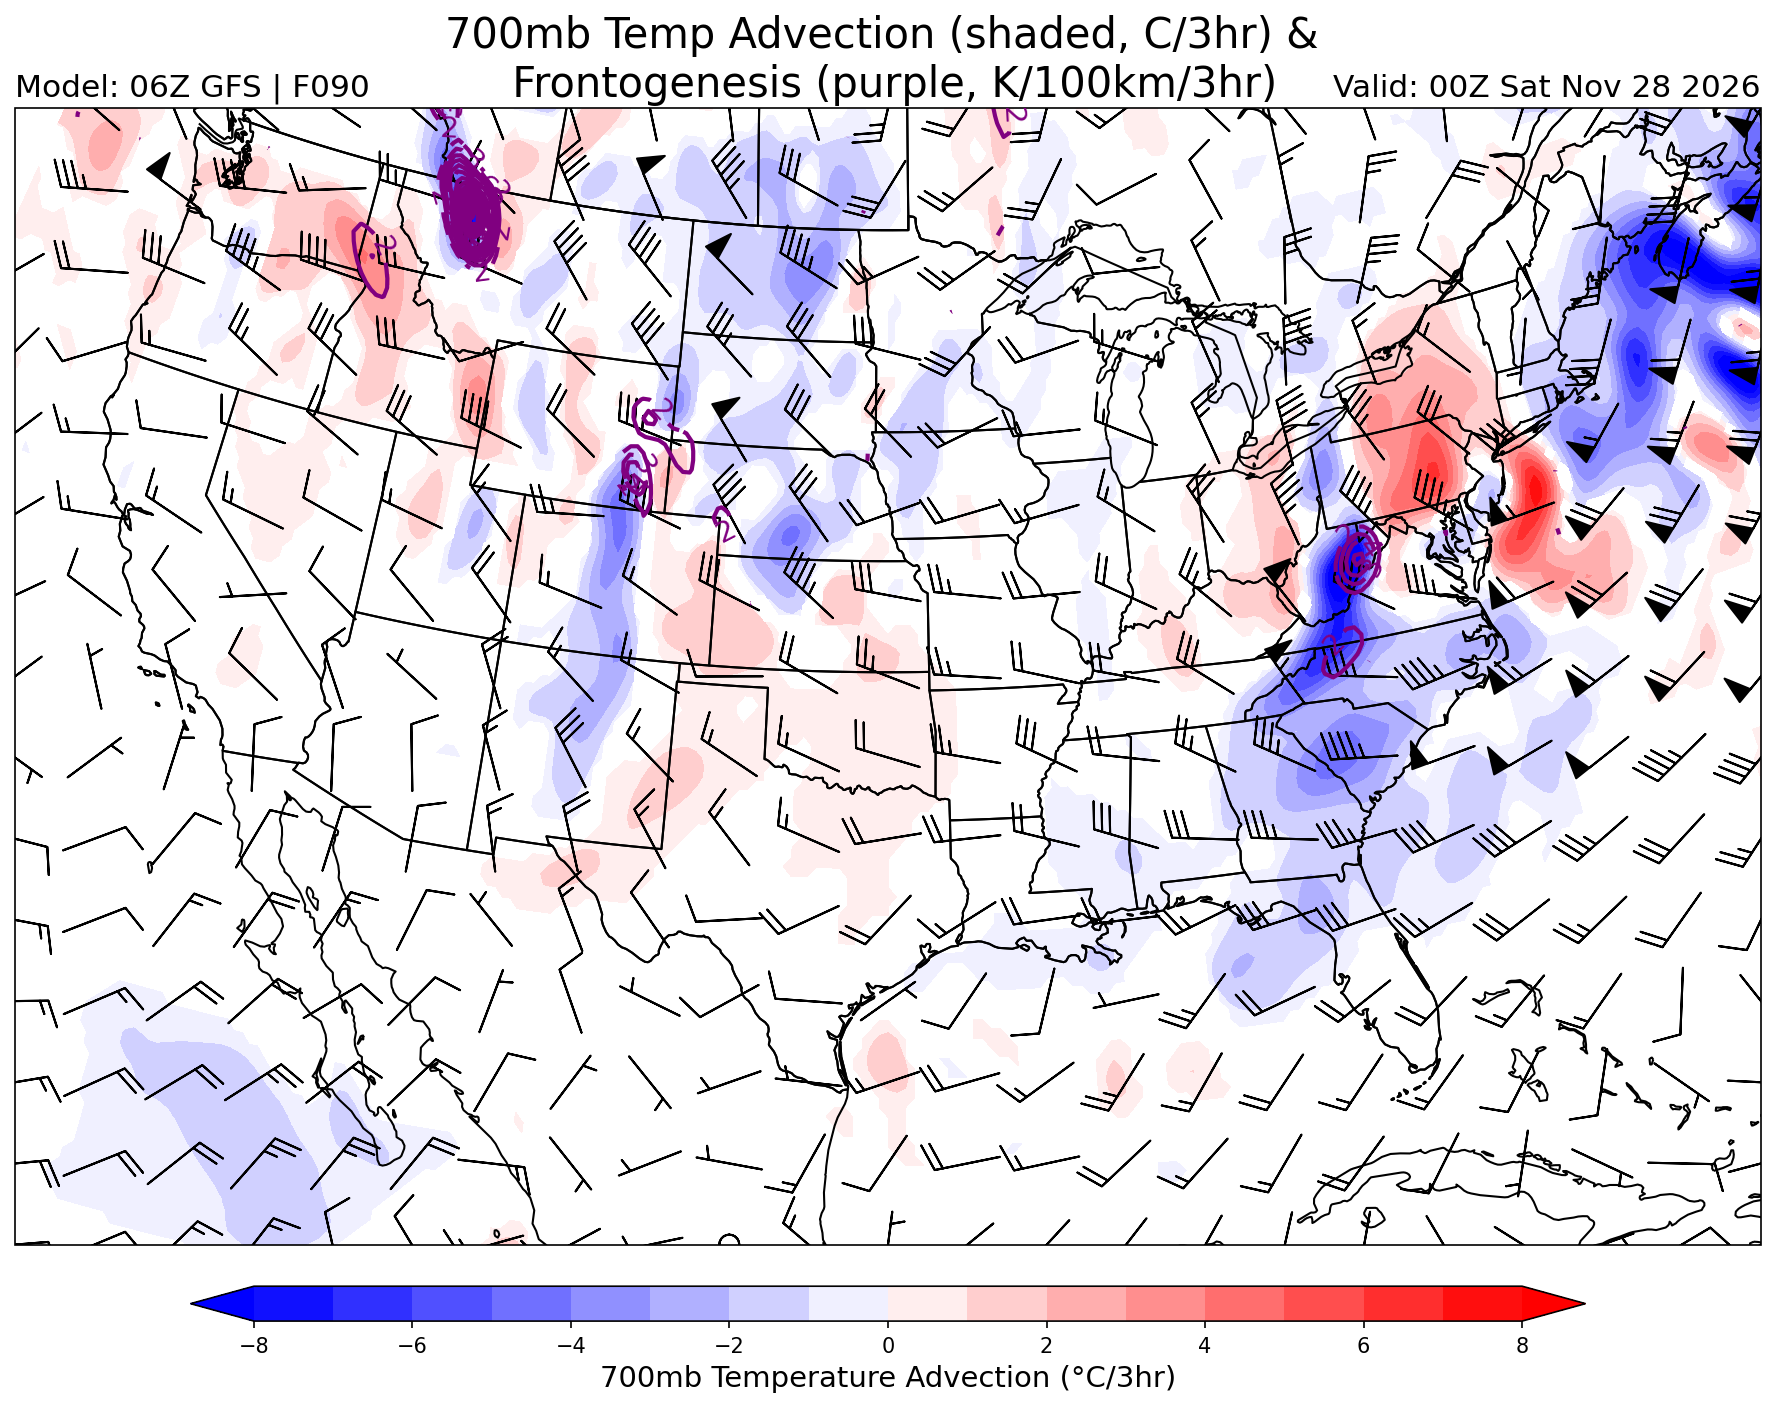 700mb Temp Advection (shaded, C/3hr) &
Frontogenesis (purple, K/100km/3hr)
Model: 06Z GFS | F090
Valid: 00Z Sat Nov 28 2026
−8 −6 −4 −2 0 2 4 6 8
700mb Temperature Advection (°C/3hr)